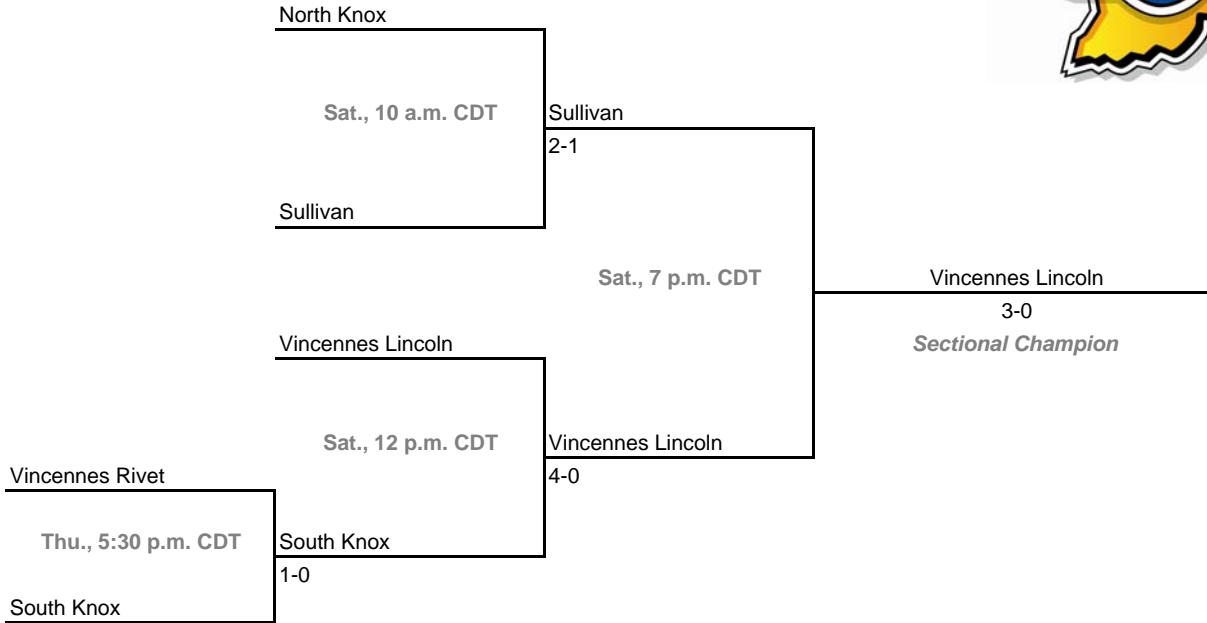 North Knox
Sat., 10 a.m. CDT
Sullivan
2-1
Sullivan
Sat., 7 p.m. CDT
Vincennes Lincoln
3-0
Sectional Champion
Vincennes Lincoln
Sat., 12 p.m. CDT
Vincennes Lincoln
4-0
Vincennes Rivet
Thu., 5:30 p.m. CDT
South Knox
1-0
South Knox